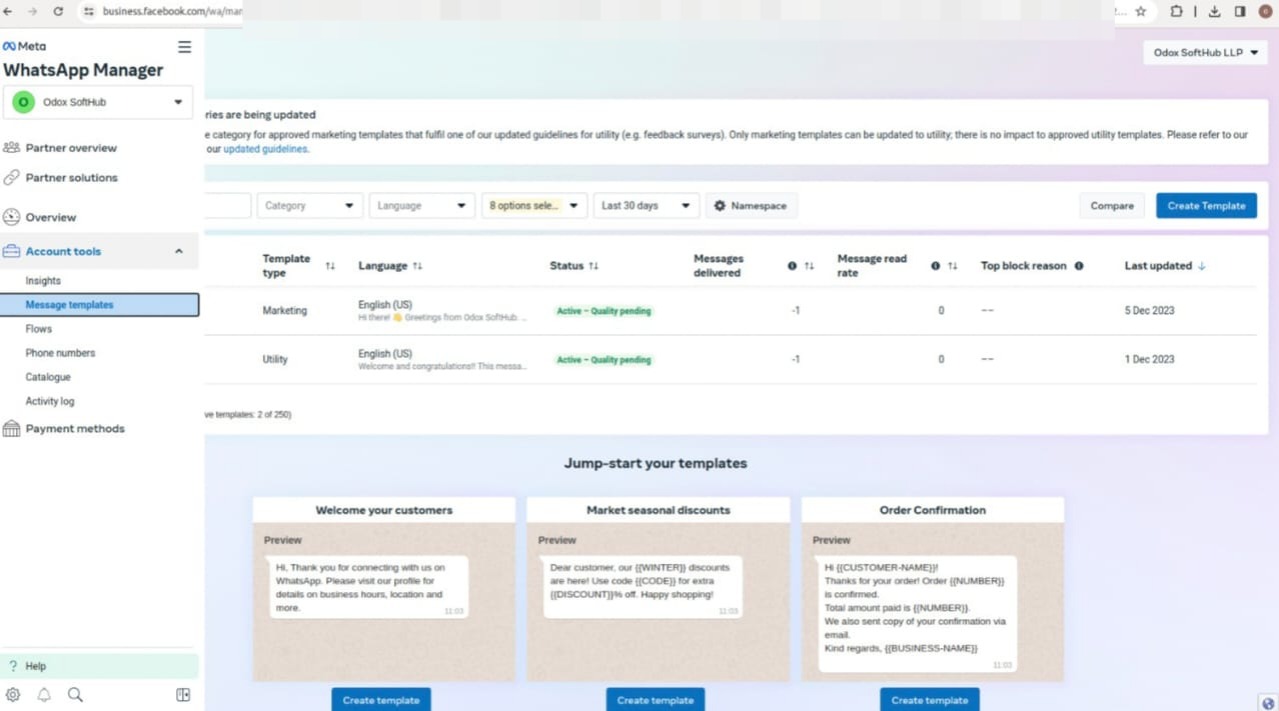 business.facebook.com/wa/mar
Meta
WhatsApp Manager
O Odox SoftHub
Partner overview
Partner solutions
Overview
Account tools
Insights
Message templates
Flows
Phone numbers
Catalogue
Activity log
Payment methods
? Help
Odox SoftHub LLP
ries are being updated
e category for approved marketing templates that fulfil one of our updated guidelines for utility (e.g. feedback surveys). Only marketing templates can be updated to utility; there is no impact to approved utility templates. Please refer to our
our updated guidelines.
Category Language 8 options sele... Last 30 days Namespace Compare Create Template
Template type Language Status Messages delivered Message read rate Top block reason Last updated
Marketing English (US) Active – Quality pending -1 0 –– 5 Dec 2023
Hi there! 👋 Greetings from Odox SoftHub. ...
Utility English (US) Active – Quality pending -1 0 –– 1 Dec 2023
Welcome and congratulations!! This messa...
ve templates: 2 of 250)
Jump-start your templates
Welcome your customers
Preview
Hi, Thank you for connecting with us on
WhatsApp. Please visit our profile for
details on business hours, location and
more.
11:03
Create template
Market seasonal discounts
Preview
Dear customer, our {{WINTER}} discounts
are here! Use code {{CODE}} for extra
{{DISCOUNT}}% off. Happy shopping!
11:03
Create template
Order Confirmation
Preview
Hi {{CUSTOMER-NAME}}!
Thanks for your order! Order {{NUMBER}}
is confirmed.
Total amount paid is {{NUMBER}}.
We also sent copy of your confirmation via
email.
Kind regards, {{BUSINESS-NAME}}
11:03
Create template